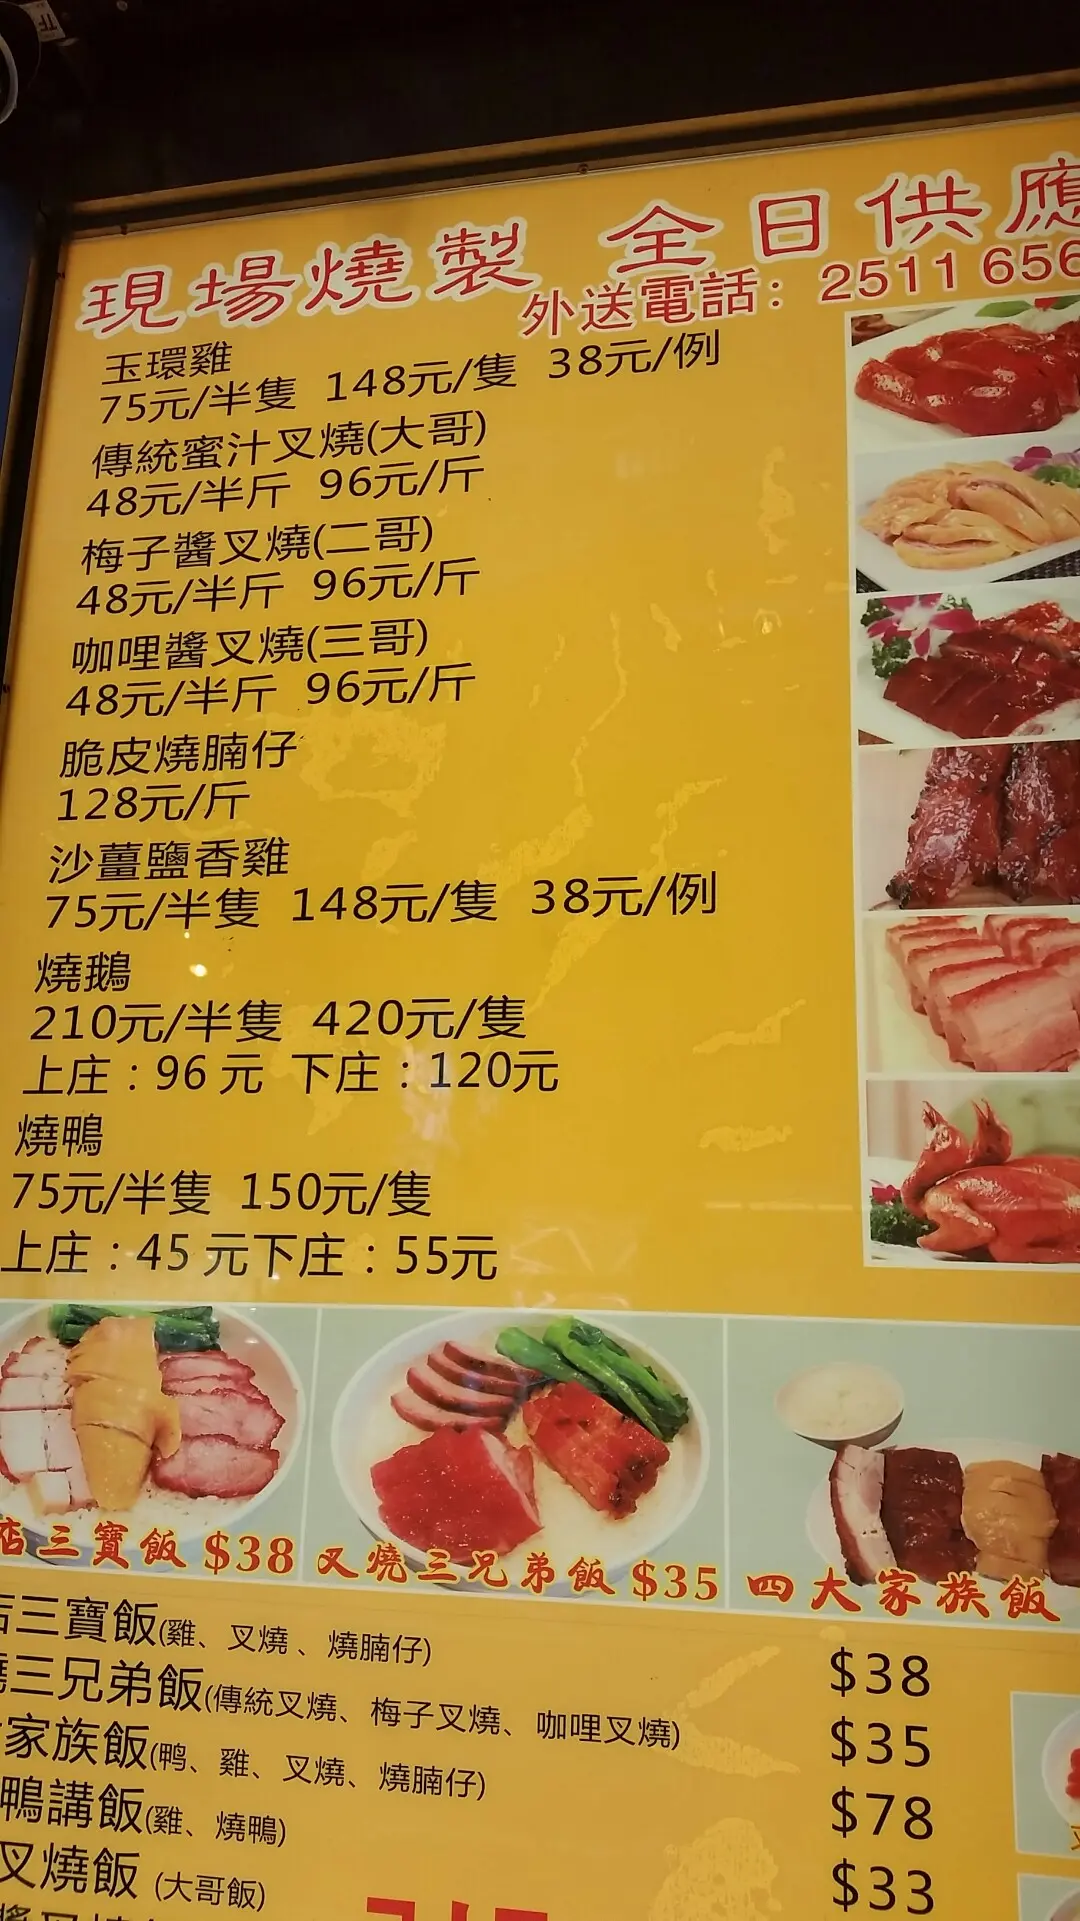 現場燒製 全日供應
外送電話：2511 656
玉環雞
75元/半隻 148元/隻 38元/例
傳統蜜汁叉燒(大哥)
48元/半斤 96元/斤
梅子醬叉燒(二哥)
48元/半斤 96元/斤
咖哩醬叉燒(三哥)
48元/半斤 96元/斤
脆皮燒腩仔
128元/斤
沙薑鹽香雞
75元/半隻 148元/隻 38元/例
燒鵝
210元/半隻 420元/隻
上庄：96 元 下庄：120元
燒鴨
75元/半隻 150元/隻
上庄：45 元下庄：55元
店三寶飯 $38
叉燒三兄弟飯 $35
四大家族飯
店三寶飯(雞、叉燒、燒腩仔) $38
燒三兄弟飯(傳統叉燒、梅子叉燒、咖哩叉燒) $35
家族飯(鸭、雞、叉燒、燒腩仔) $78
鴨講飯(雞、燒鴨) $33
叉燒飯 (大哥飯)